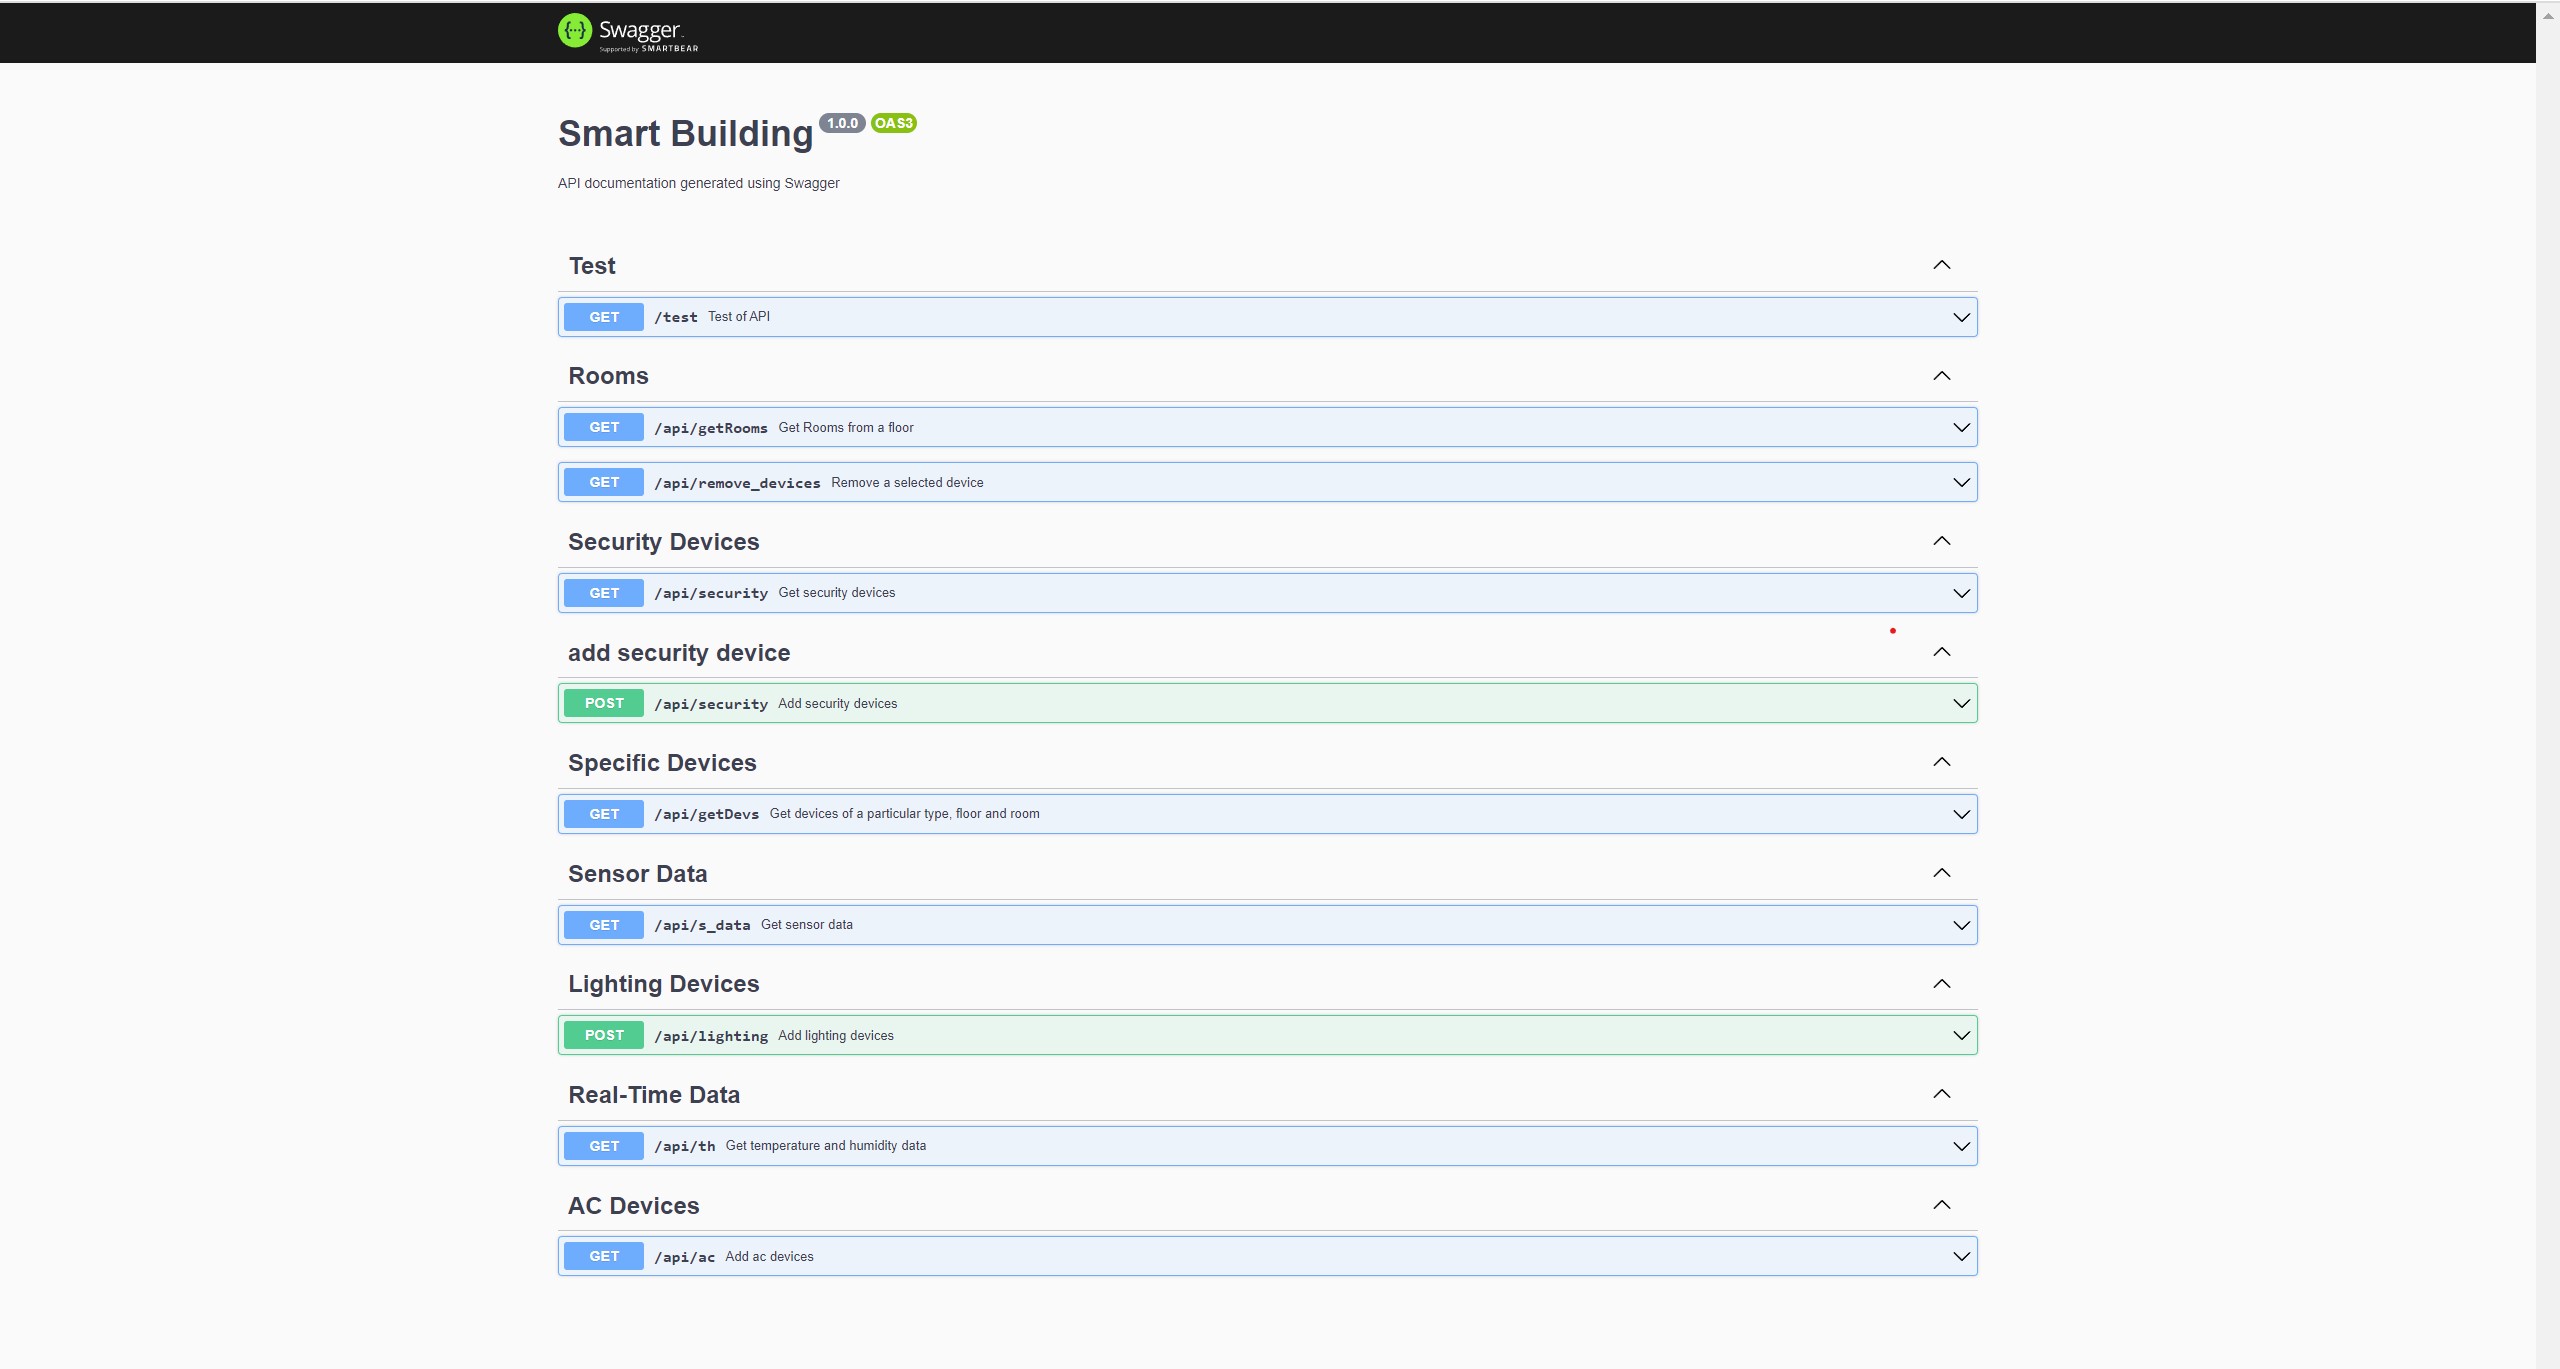 Swagger
Supported by SMARTBEAR
Smart Building 1.0.0 OAS3
API documentation generated using Swagger
Test
GET /test Test of API
Rooms
GET /api/getRooms Get Rooms from a floor
GET /api/remove_devices Remove a selected device
Security Devices
GET /api/security Get security devices
add security device
POST /api/security Add security devices
Specific Devices
GET /api/getDevs Get devices of a particular type, floor and room
Sensor Data
GET /api/s_data Get sensor data
Lighting Devices
POST /api/lighting Add lighting devices
Real-Time Data
GET /api/th Get temperature and humidity data
AC Devices
GET /api/ac Add ac devices